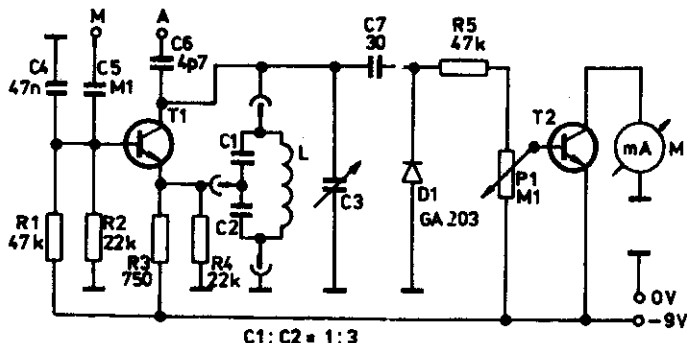 M
A
C4
47n
C5
M1
C6
4p7
T1
C1
C2
L
C3
C7
30
R5
47k
D1
GA 203
P1
M1
T2
mA
M
R1
47k
R2
22k
R3
750
R4
22k
0V
-9V
C1:C2 = 1:3